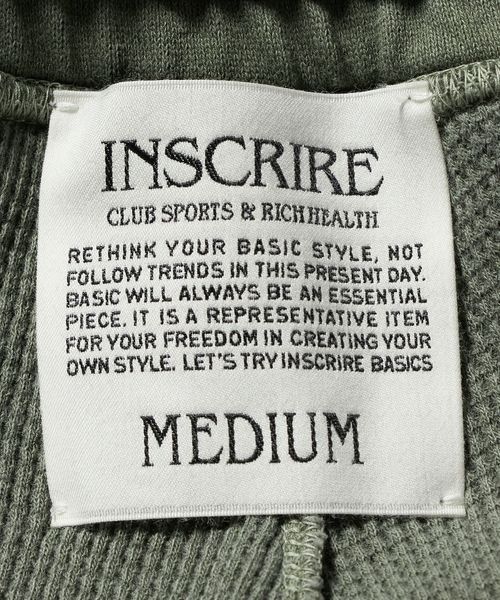 INSCRIRE
CLUB SPORTS & RICHHEALTH
RETHINK YOUR BASIC STYLE, NOT
FOLLOW TRENDS IN THIS PRESENT DAY.
BASIC WILL ALWAYS BE AN ESSENTIAL
PIECE. IT IS A REPRESENTATIVE ITEM
FOR YOUR FREEDOM IN CREATING YOUR
OWN STYLE. LET'S TRY INSCRIRE BASICS
MEDIUM